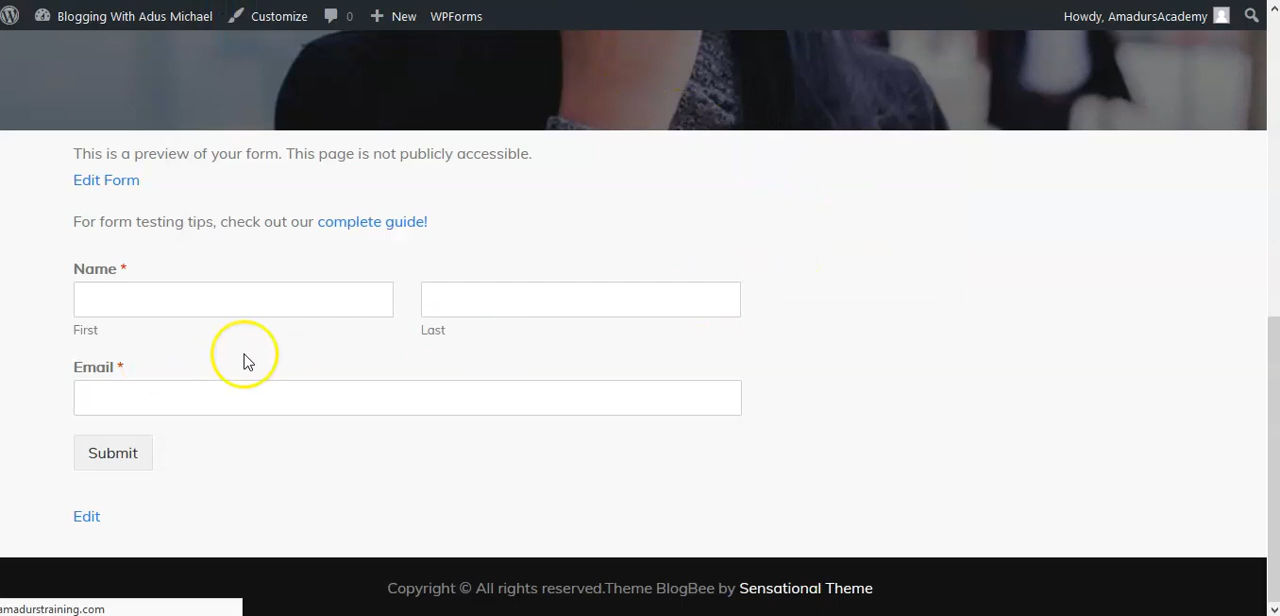 Blogging With Adus Michael Customize 0 New WPForms Howdy, AmadursAcademy
This is a preview of your form. This page is not publicly accessible.
Edit Form
For form testing tips, check out our complete guide!
Name *
First Last
Email *
Submit
Edit
Copyright © All rights reserved.Theme BlogBee by Sensational Theme
amadurstraining.com